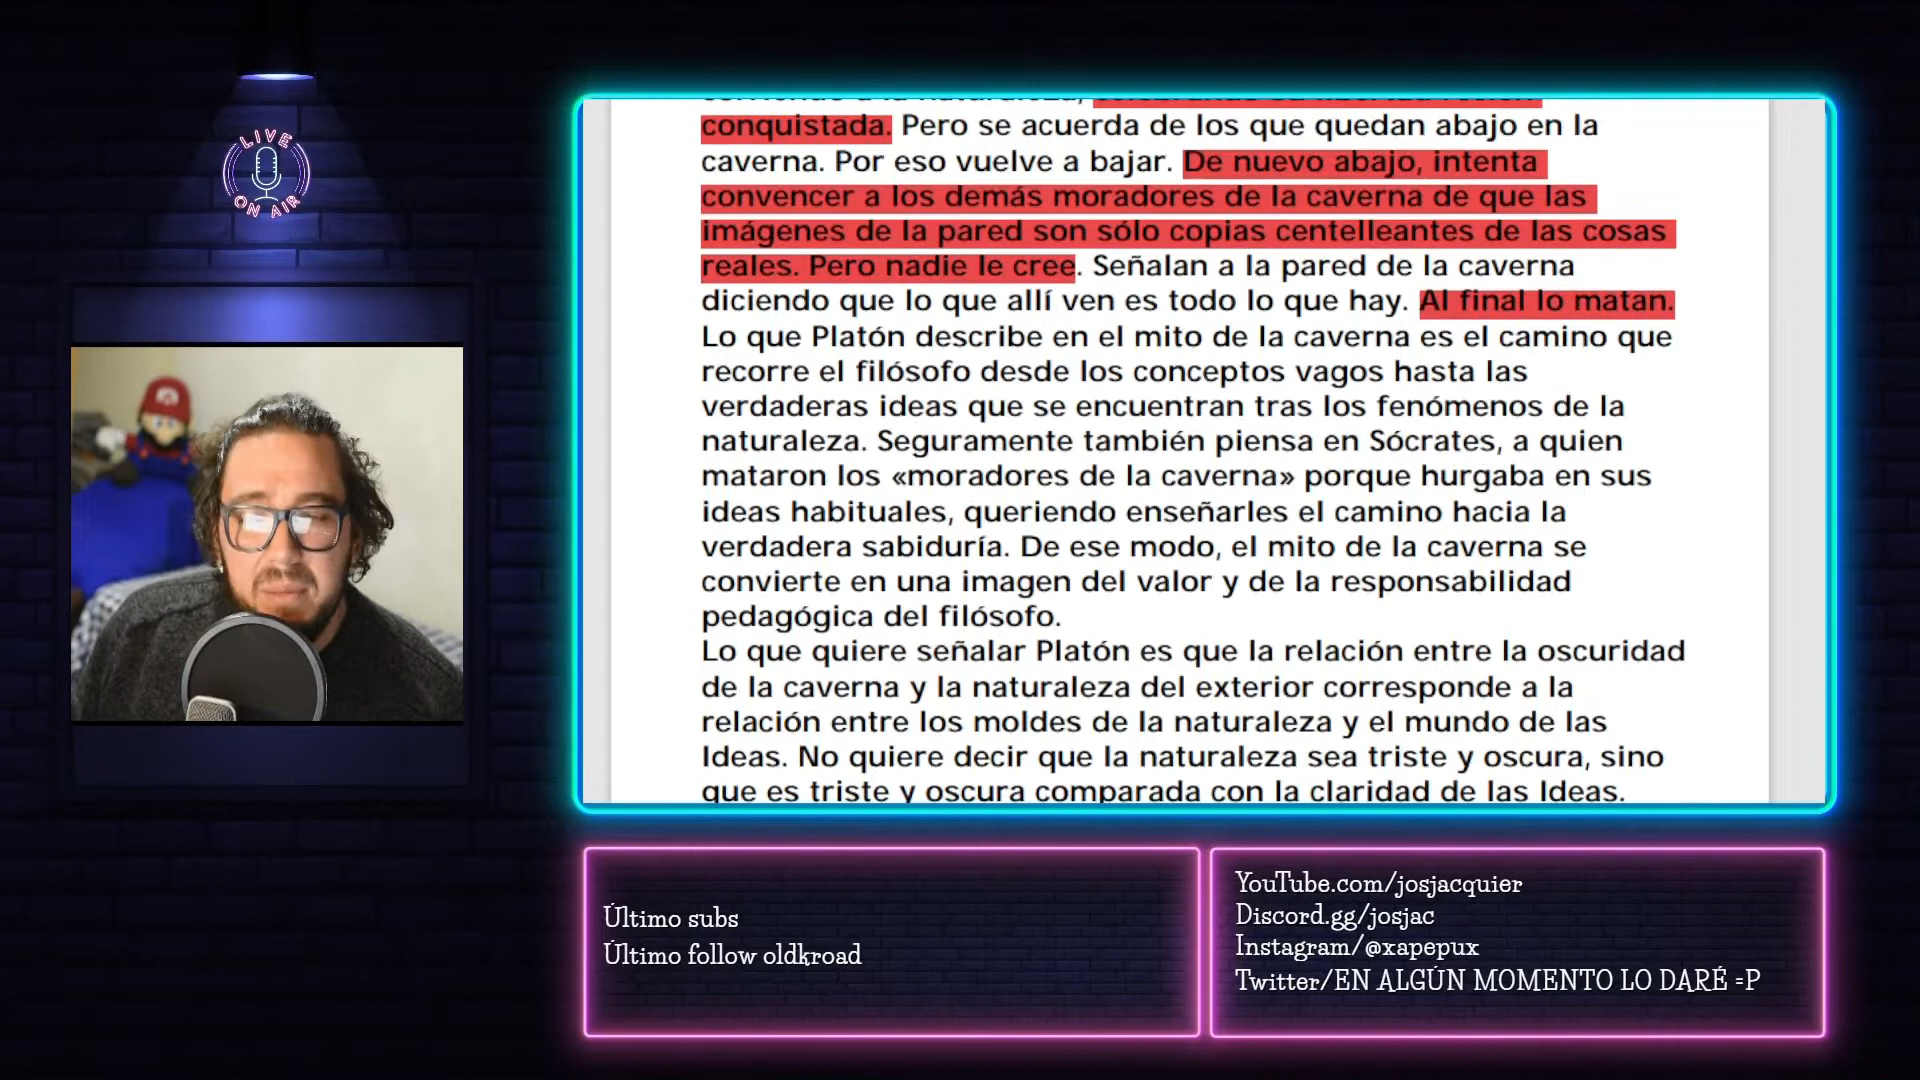 LIVE
ON AIR
conquistada. Pero se acuerda de los que quedan abajo en la
caverna. Por eso vuelve a bajar. De nuevo abajo, intenta
convencer a los demás moradores de la caverna de que las
imágenes de la pared son sólo copias centelleantes de las cosas
reales. Pero nadie le cree. Señalan a la pared de la caverna
diciendo que lo que allí ven es todo lo que hay. Al final lo matan.
Lo que Platón describe en el mito de la caverna es el camino que
recorre el filósofo desde los conceptos vagos hasta las
verdaderas ideas que se encuentran tras los fenómenos de la
naturaleza. Seguramente también piensa en Sócrates, a quien
mataron los «moradores de la caverna» porque hurgaba en sus
ideas habituales, queriendo enseñarles el camino hacia la
verdadera sabiduría. De ese modo, el mito de la caverna se
convierte en una imagen del valor y de la responsabilidad
pedagógica del filósofo.
Lo que quiere señalar Platón es que la relación entre la oscuridad
de la caverna y la naturaleza del exterior corresponde a la
relación entre los moldes de la naturaleza y el mundo de las
Ideas. No quiere decir que la naturaleza sea triste y oscura, sino
que es triste y oscura comparada con la claridad de las Ideas.
Último subs
Último follow oldkroad
YouTube.com/josjacquier
Discord.gg/josjac
Instagram/@xapepux
Twitter/EN ALGÚN MOMENTO LO DARÉ =P